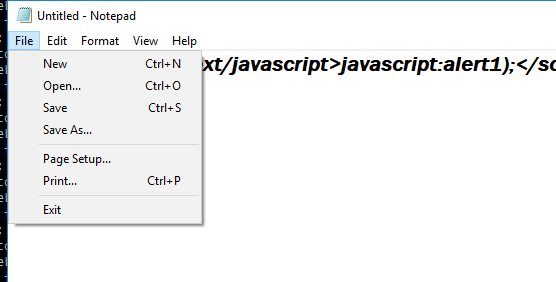 Untitled - Notepad
File Edit Format View Help
ext/javascript>javascript:alert1);</sc
New Ctrl+N
Open... Ctrl+O
Save Ctrl+S
Save As...
Page Setup...
Print... Ctrl+P
Exit